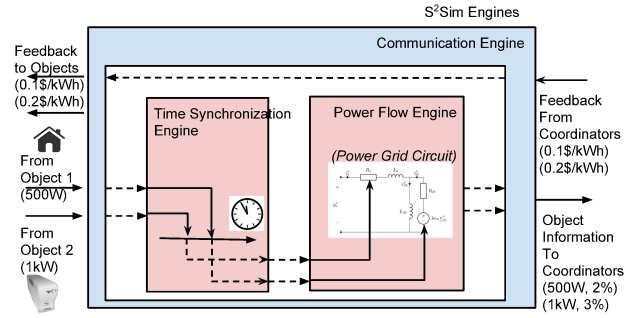 S²Sim Engines
Communication Engine
Feedback
to Objects
(0.1$/kWh)
(0.2$/kWh)
From
Object 1
(500W)
From
Object 2
(1kW)
Time Synchronization
Engine
Power Flow Engine
(Power Grid Circuit)
Feedback
From
Coordinators
(0.1$/kWh)
(0.2$/kWh)
Object
Information
To
Coordinators
(500W, 2%)
(1kW, 3%)